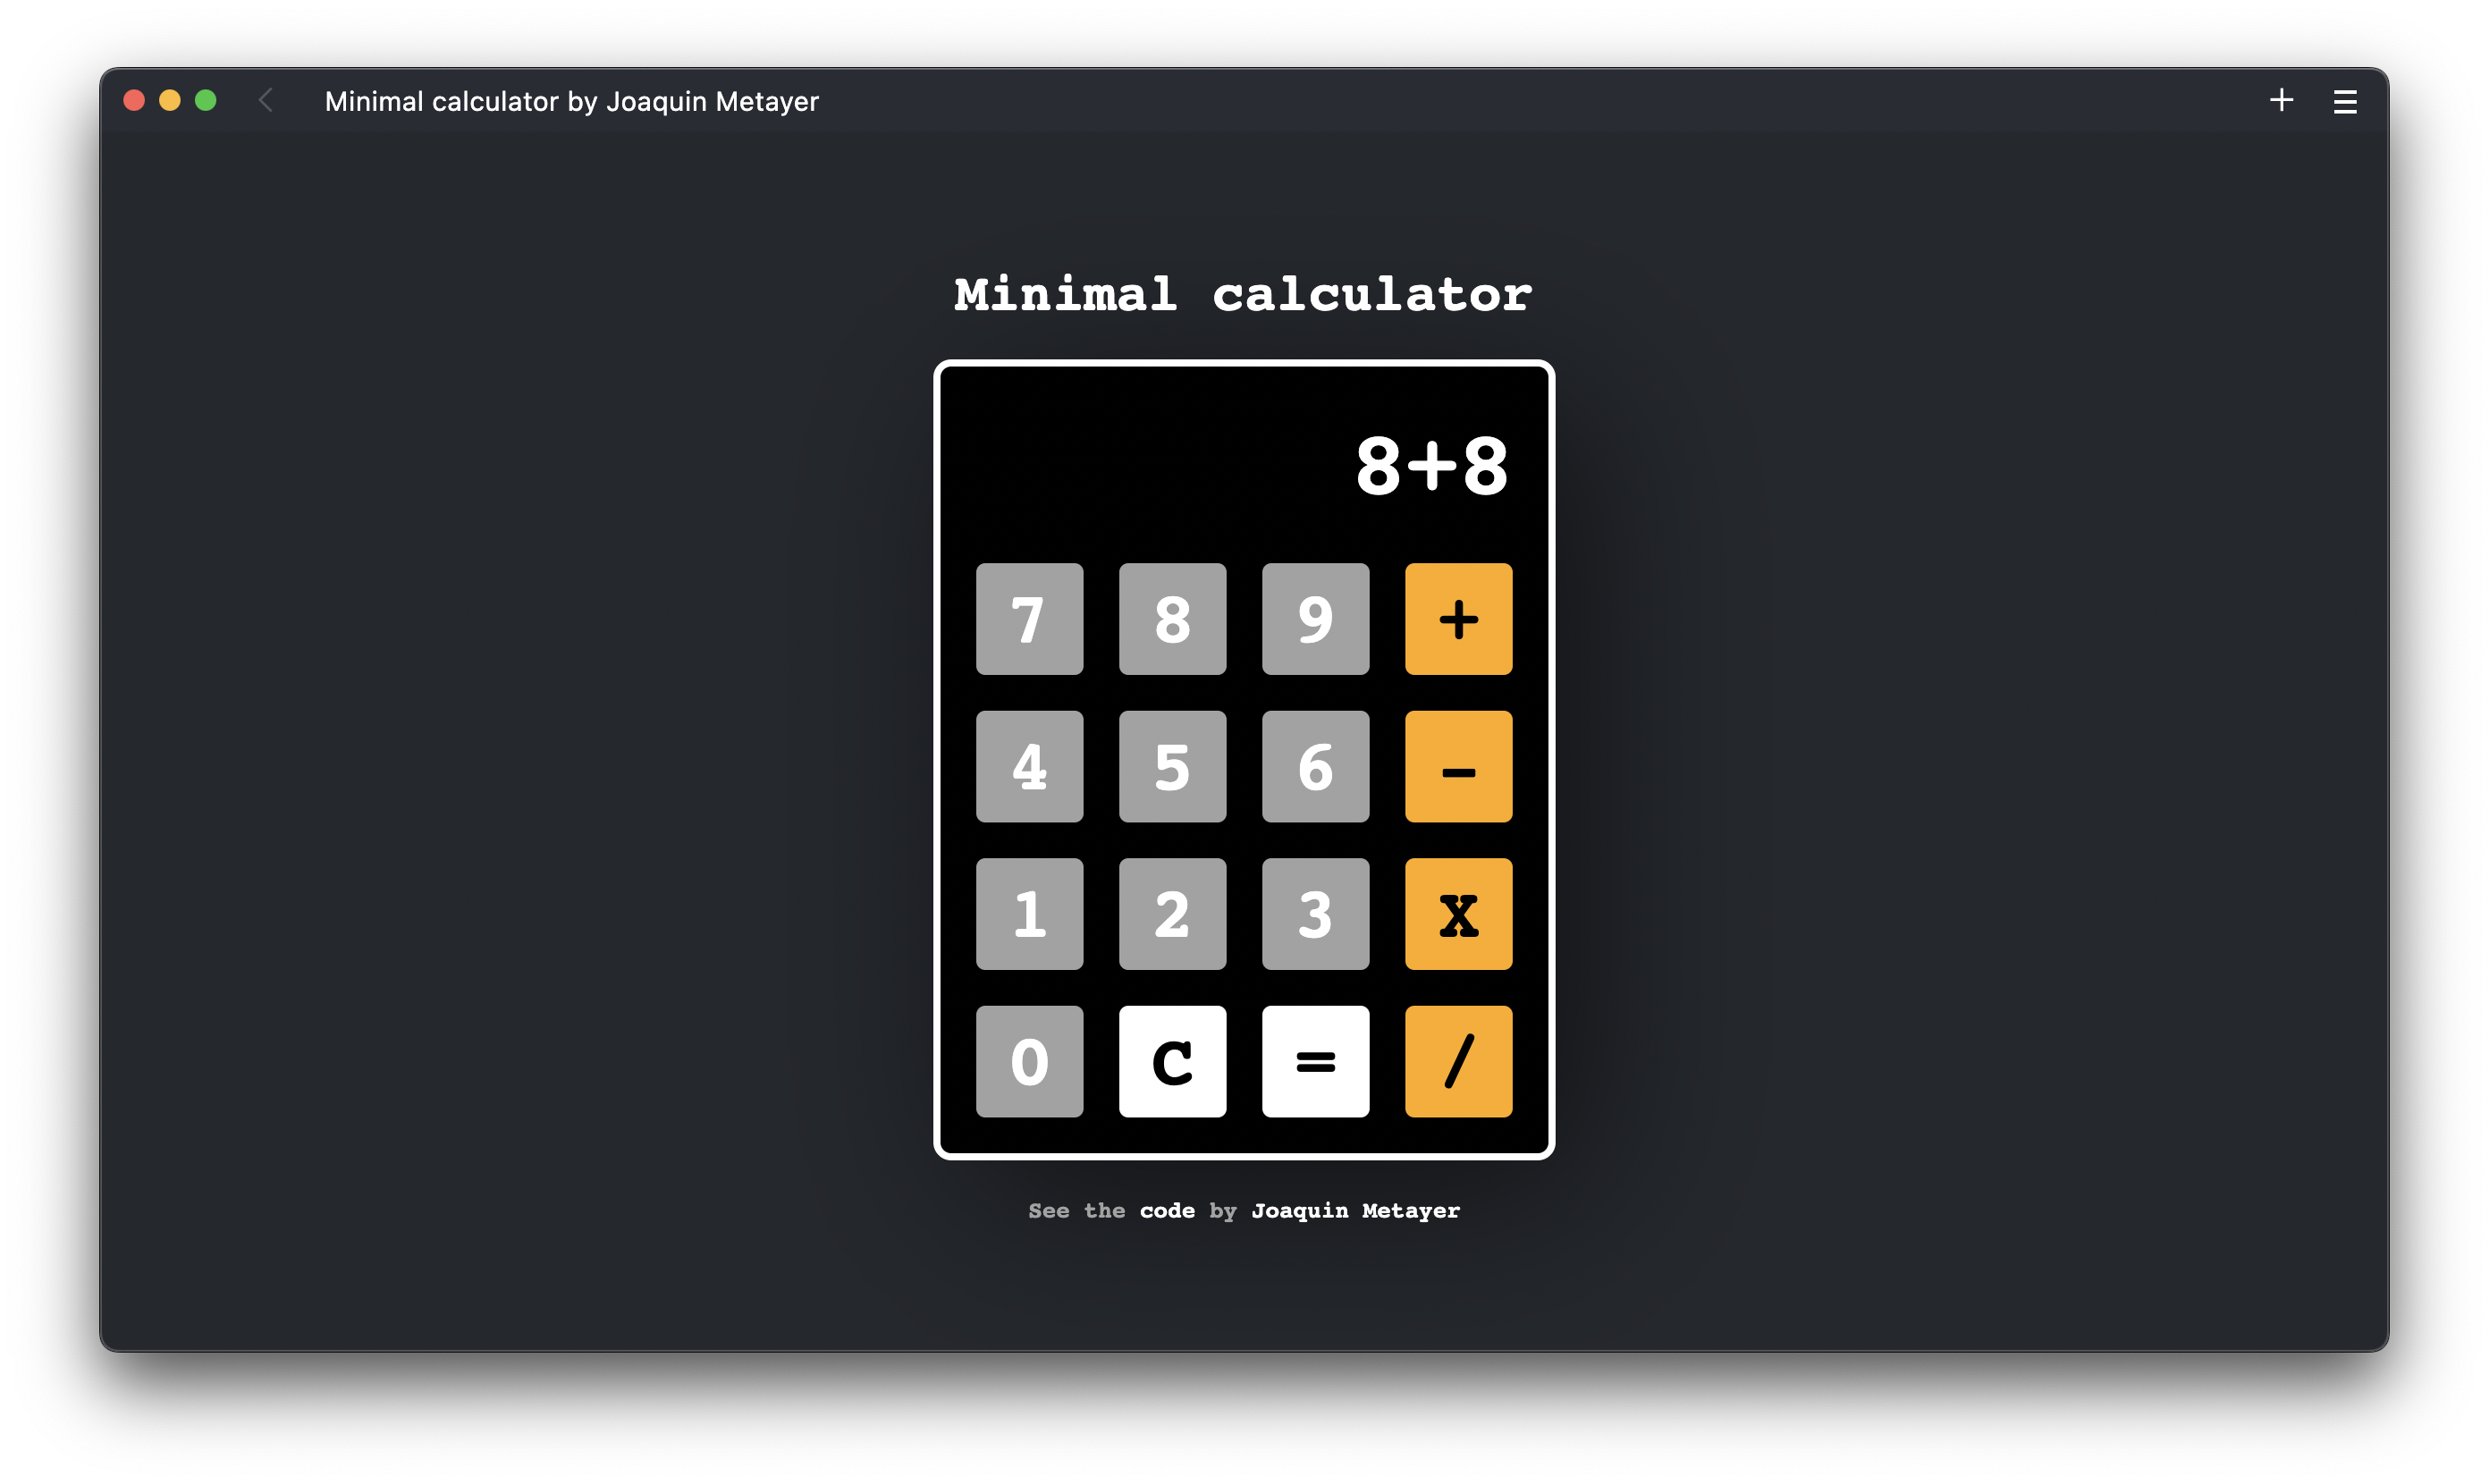 Minimal calculator by Joaquin Metayer
Minimal calculator
8+8
7 8 9 +
4 5 6 -
1 2 3 x
0 C = /
See the code by Joaquin Metayer